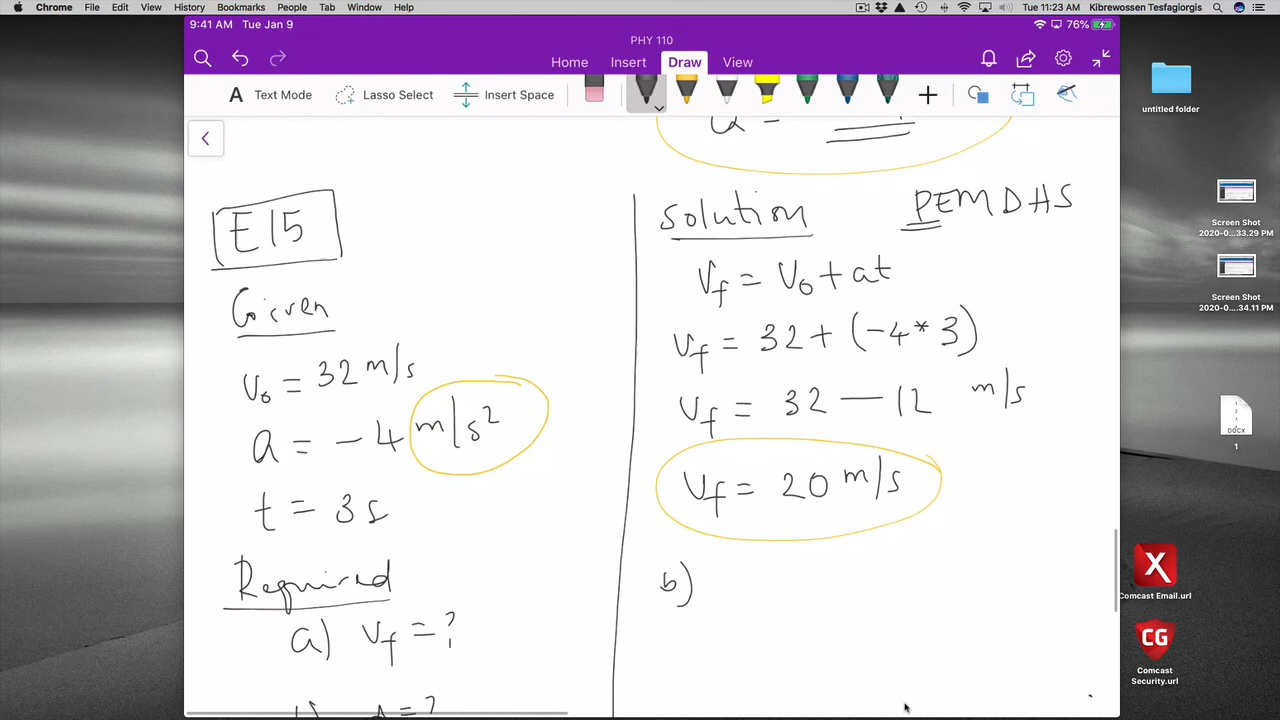 Chrome File Edit View History Bookmarks People Tab Window Help Tue 11:23 AM Kibrewossen Tesfagiorgis
9:41 AM Tue Jan 9 76%
PHY 110
Home Insert Draw View
A Text Mode Lasso Select Insert Space
untitled folder
Screen Shot
2020-0....33.29 PM
Screen Shot
2020-0....34.11 PM
DOCX
1
X
Comcast Email.url
CG
Comcast
Security.url
E15
Given
v₀ = 32 m/s
a = -4 m/s²
t = 3s
Required
a) vf = ?
a =
Solution PEMDAS
vf = v₀ + at
vf = 32 + (-4 * 3)
vf = 32 — 12 m/s
vf = 20 m/s
b)